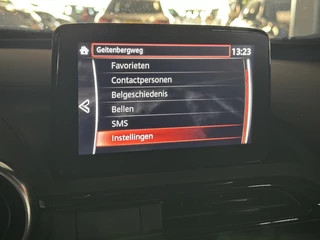 Geitenbergweg 13:23
Favorieten
Contactpersonen
Belgeschiedenis
Bellen
SMS
Instellingen